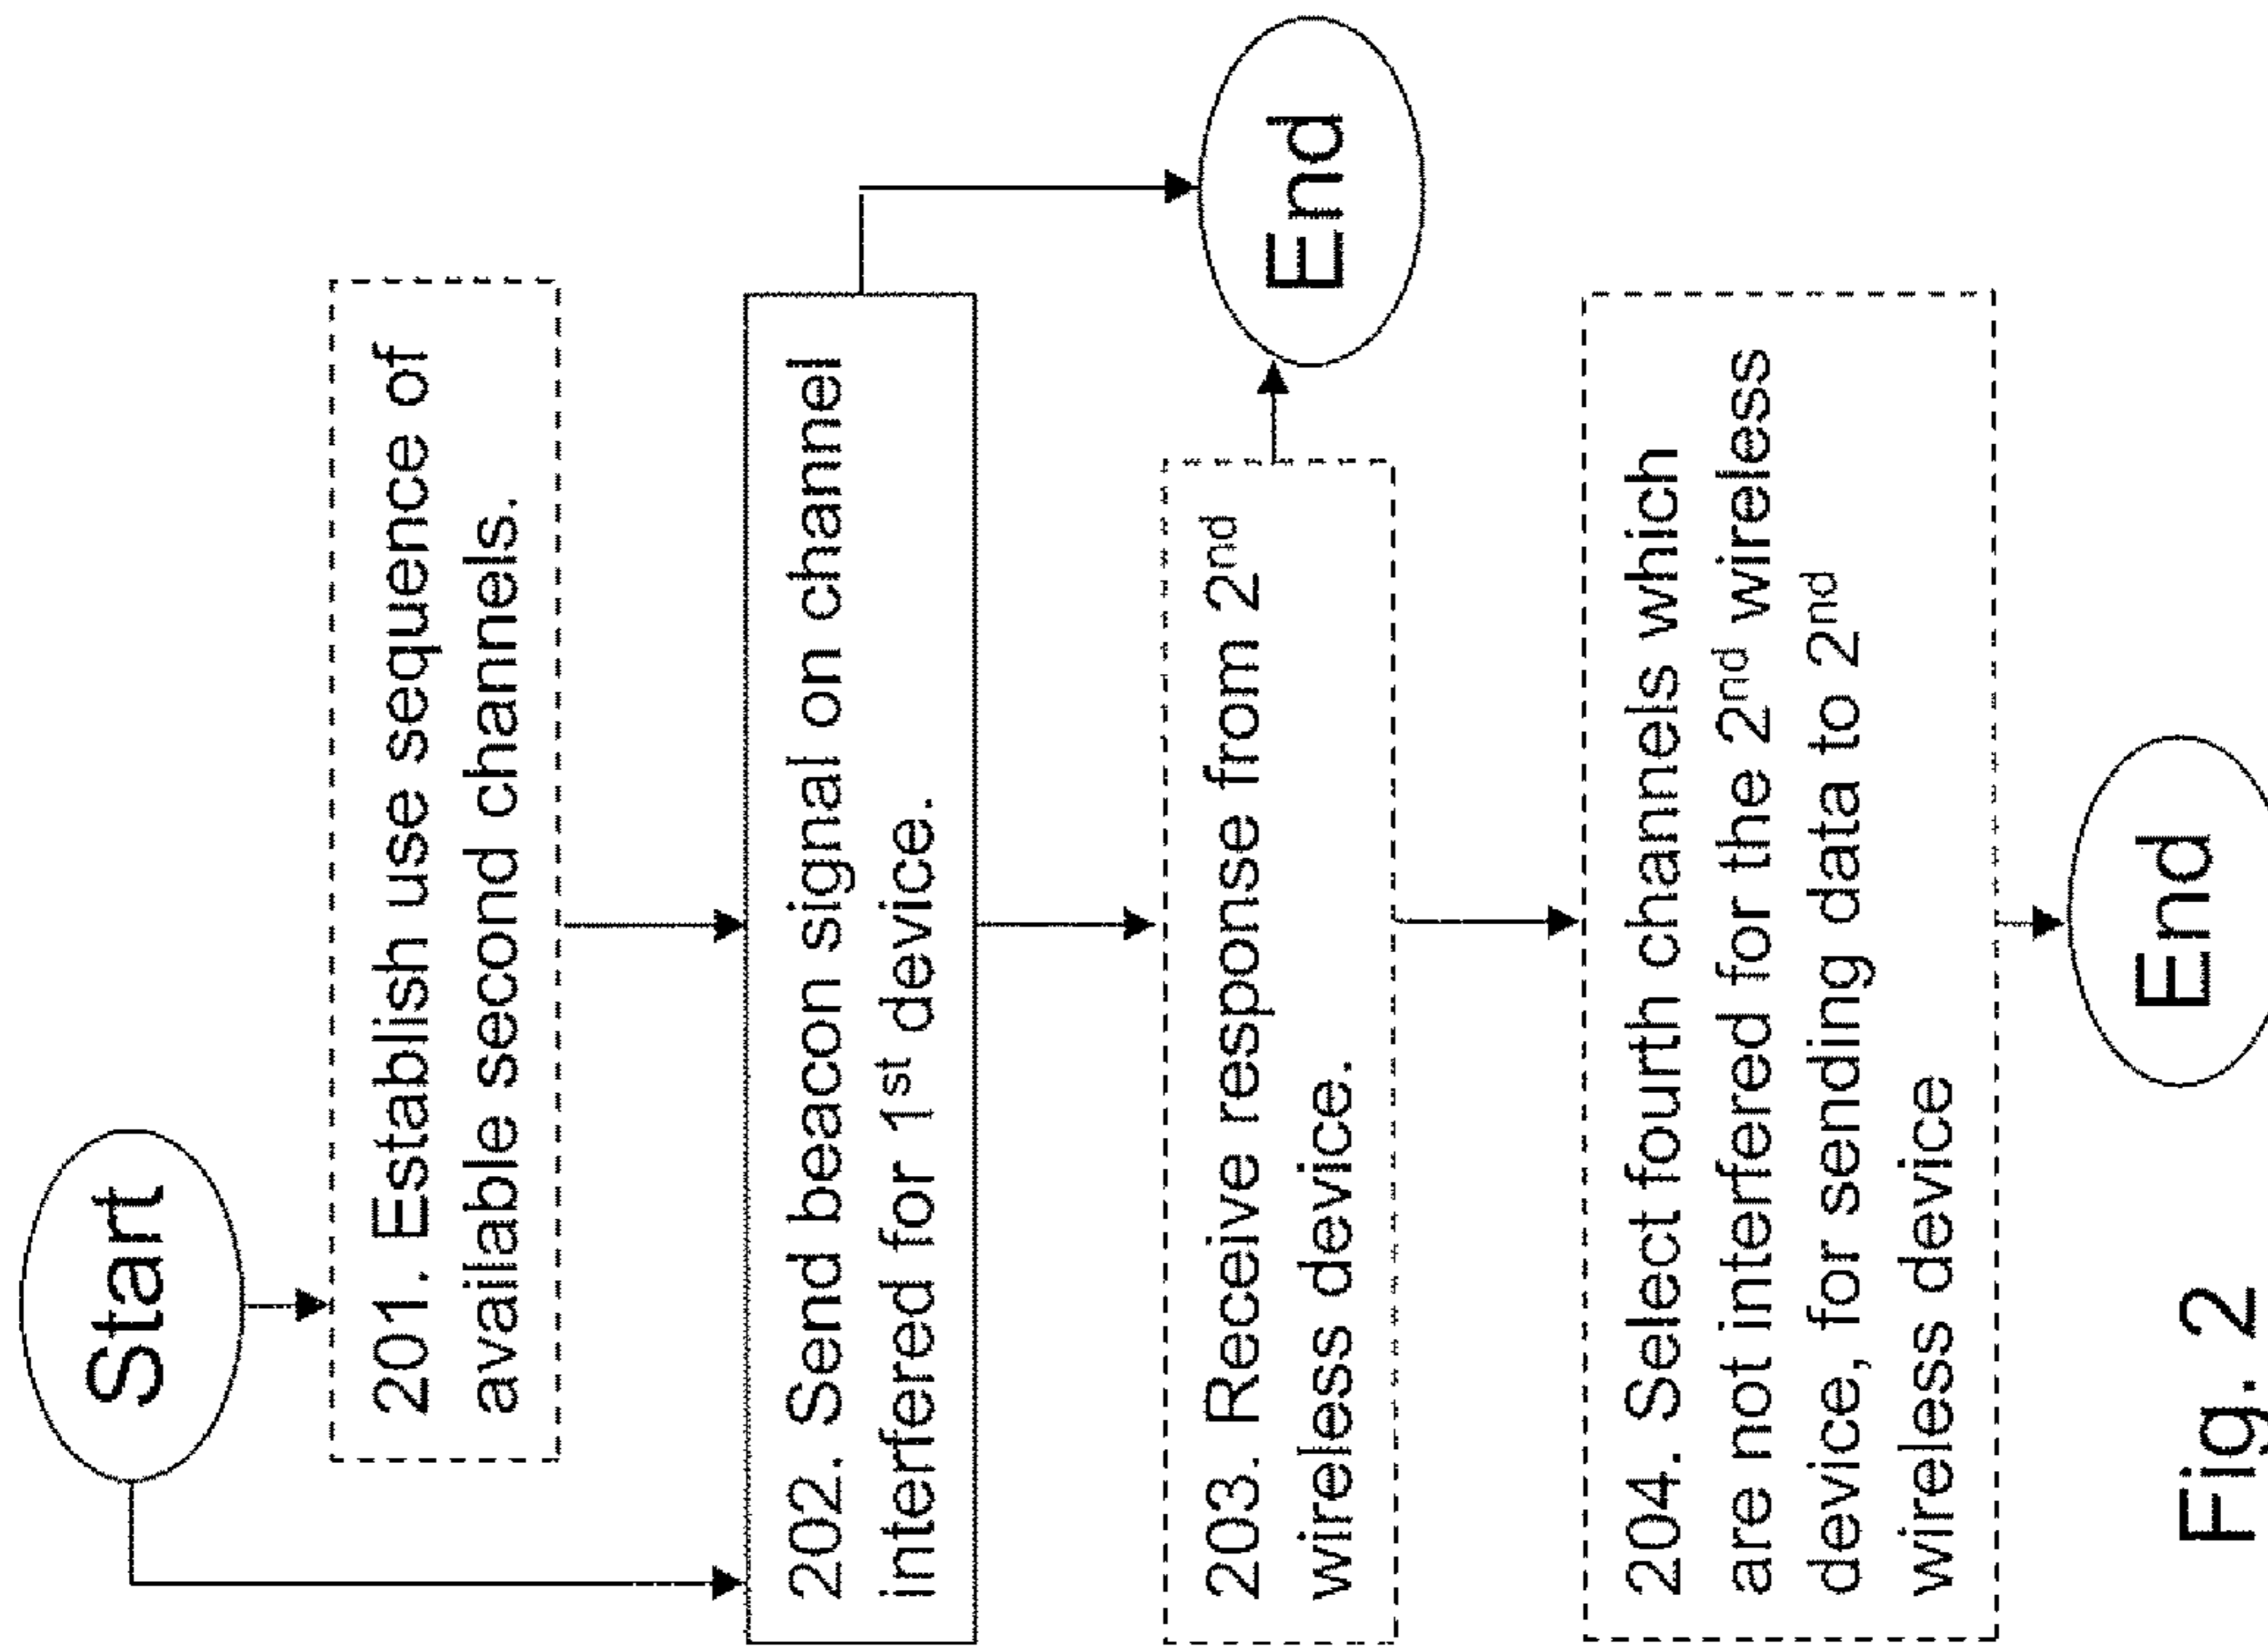 Start
201. Establish use sequence of
available second channels.
202. Send beacon signal on channel
interfered for 1st device.
End
203. Receive response from 2nd
wireless device.
204. Select fourth channels which
are not interfered for the 2nd wireless
device, for sending data to 2nd
wireless device
End
Fig. 2